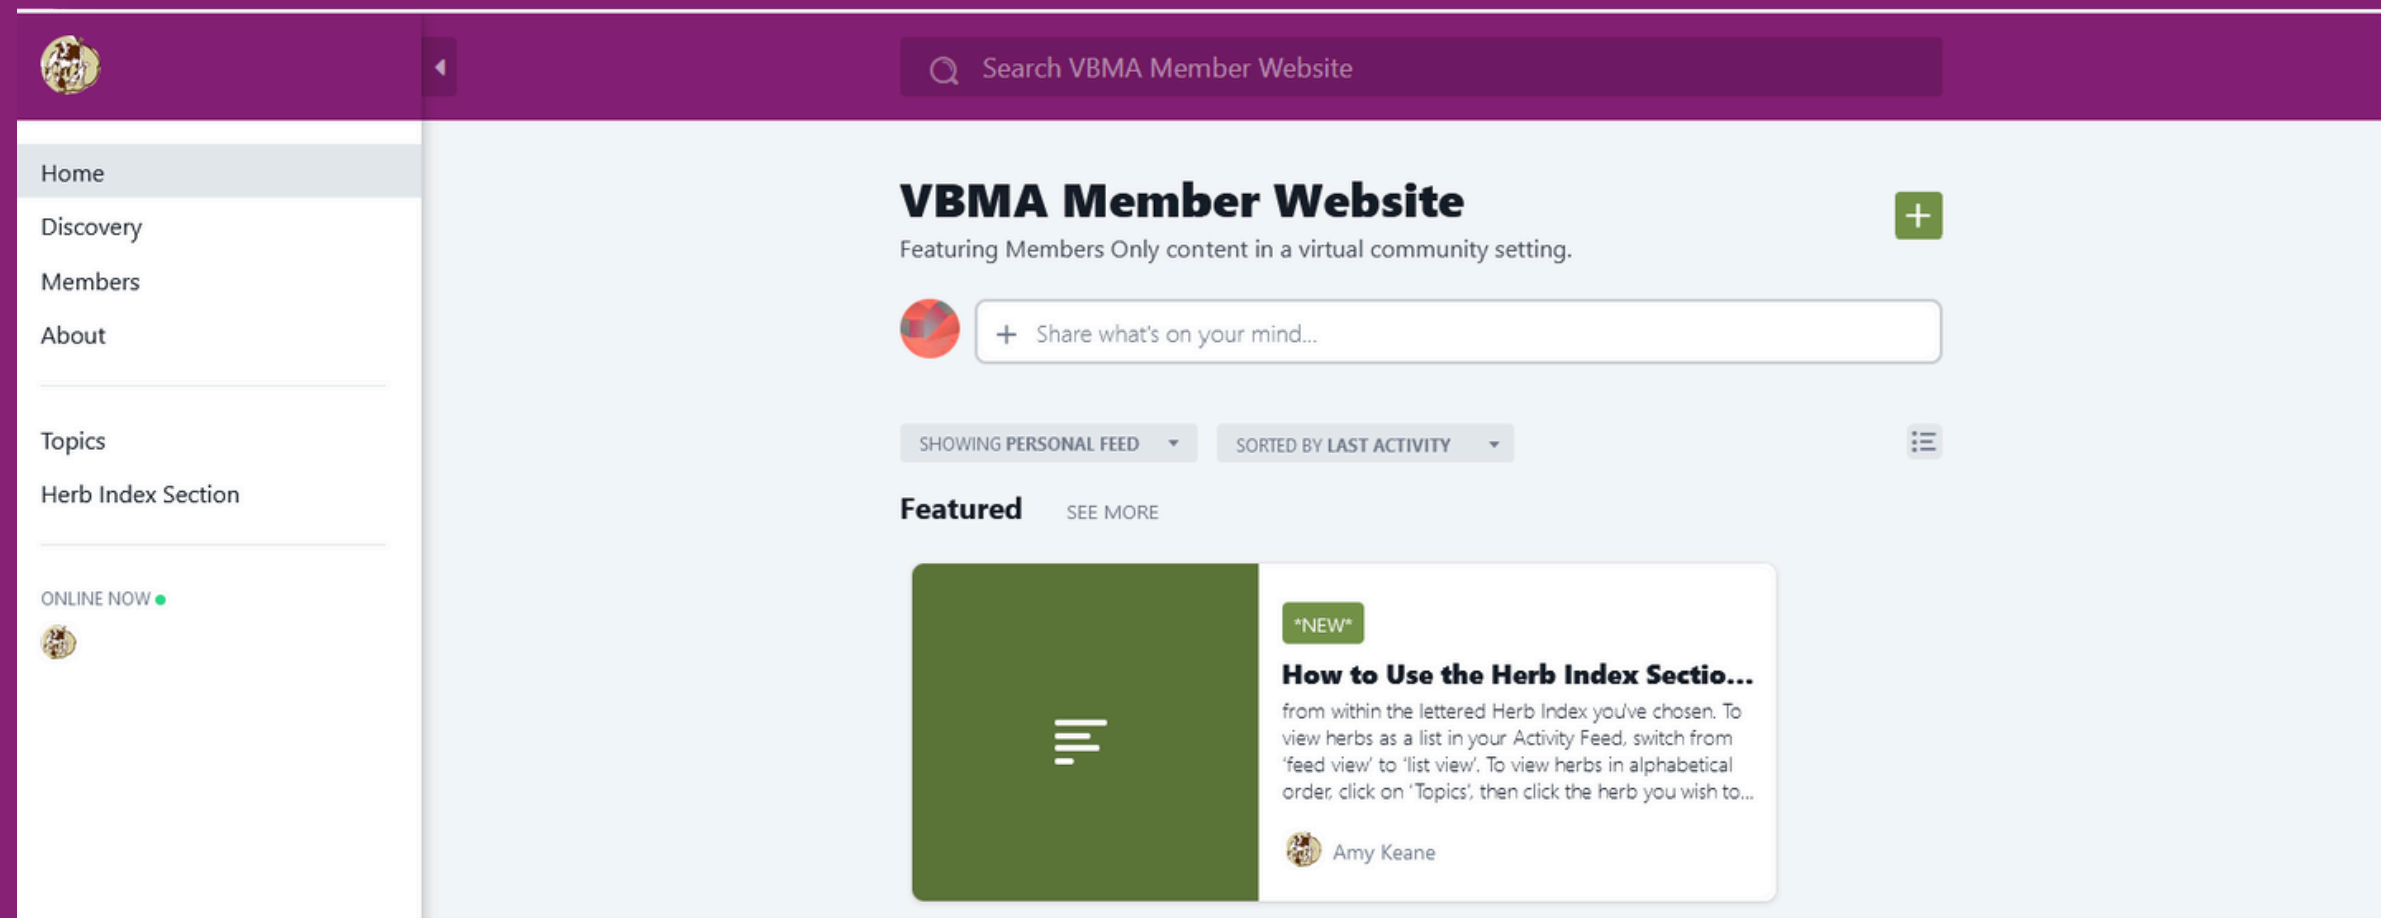 Search VBMA Member Website
Home
Discovery
Members
About
Topics
Herb Index Section
ONLINE NOW
VBMA Member Website
Featuring Members Only content in a virtual community setting.
+ Share what's on your mind...
SHOWING PERSONAL FEED
SORTED BY LAST ACTIVITY
Featured SEE MORE
*NEW*
How to Use the Herb Index Sectio...
from within the lettered Herb Index you've chosen. To
view herbs as a list in your Activity Feed, switch from
'feed view' to 'list view'. To view herbs in alphabetical
order, click on 'Topics', then click the herb you wish to...
Amy Keane